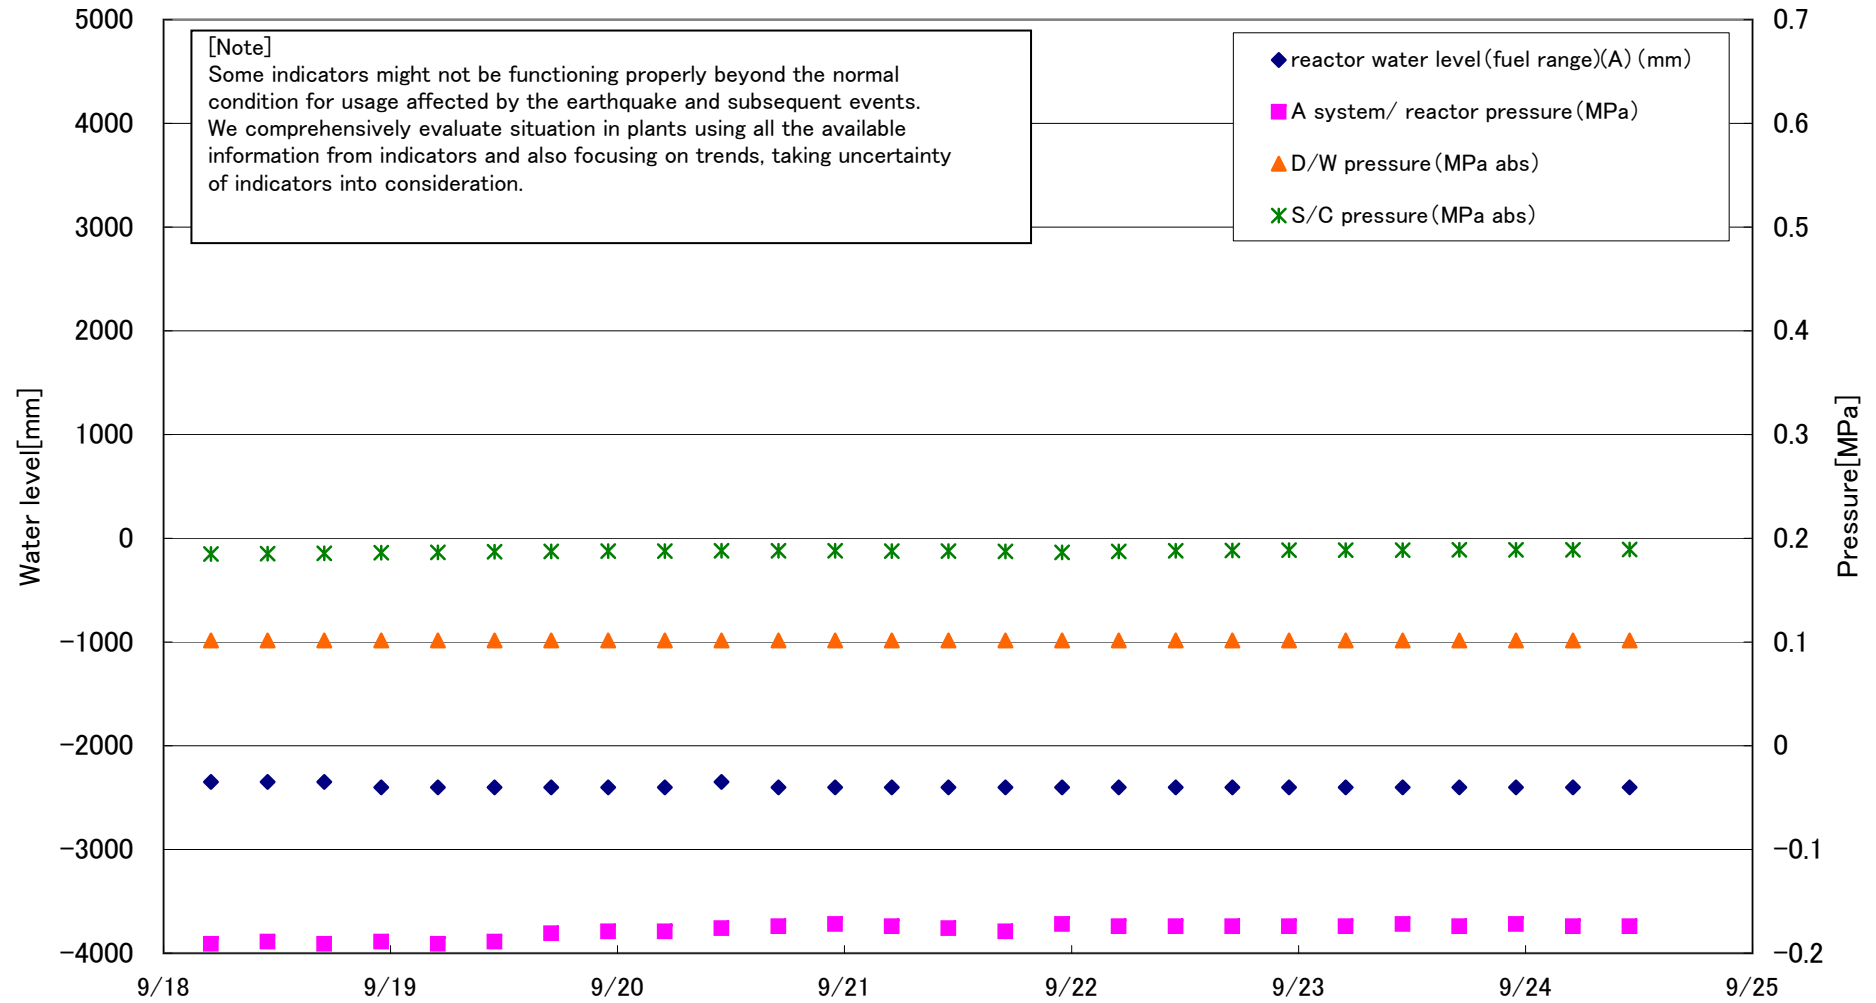 [Note]
Some indicators might not be functioning properly beyond the normal
condition for usage affected by the earthquake and subsequent events.
We comprehensively evaluate situation in plants using all the available
information from indicators and also focusing on trends, taking uncertainty
of indicators into consideration.
reactor water level(fuel range)(A) (mm)
A system/ reactor pressure(MPa)
D/W pressure(MPa abs)
S/C pressure(MPa abs)
Water level[mm]
5000
4000
3000
2000
1000
0
-1000
-2000
-3000
-4000
Pressure[MPa]
0.7
0.6
0.5
0.4
0.3
0.2
0.1
0
-0.1
-0.2
9/18
9/19
9/20
9/21
9/22
9/23
9/24
9/25